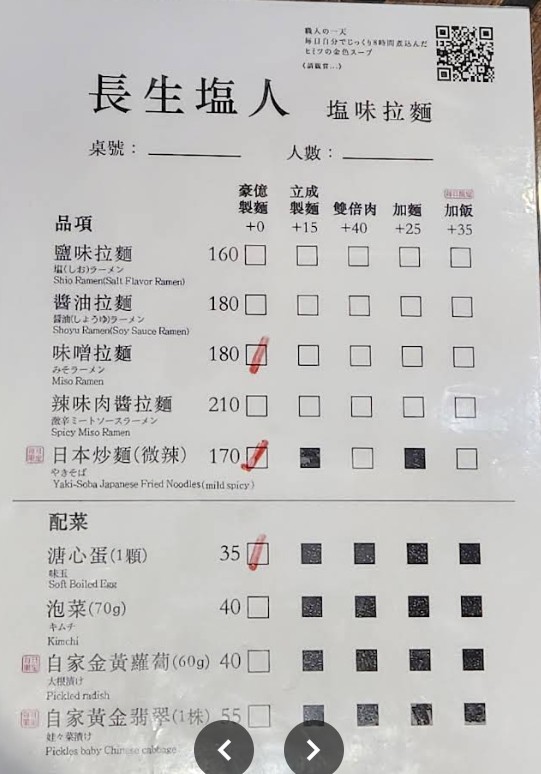 職人の一天
毎日自分でじっくり8時間煮込んだ
ヒミツの金色スープ
(請觀賞...)
長生塩人 塩味拉麵
桌號： 人數：
品項 豪億製麵 +0 立成製麵 +15 雙倍肉 +40 加麵 +25 加飯 +35
鹽味拉麵 160
塩(しお)ラーメン
Shio Ramen(Salt Flavor Ramen)
醬油拉麵 180
醤油(しょうゆ)ラーメン
Shoyu Ramen(Soy Sauce Ramen)
味噌拉麵 180
みそラーメン
Miso Ramen
辣味肉醬拉麵 210
激辛ミートソースラーメン
Spicy Miso Ramen
日本炒麵(微辣) 170
やきそば
Yaki-Soba Japanese Fried Noodles(mild spicy)
配菜
溏心蛋(1顆) 35
味玉
Soft Boiled Egg
泡菜(70g) 40
キムチ
Kimchi
自家金黃蘿蔔(60g) 40
大根漬け
Pickled radish
自家黃金翡翠(1株) 55
娃々菜漬け
Pickles baby Chinese cabbage